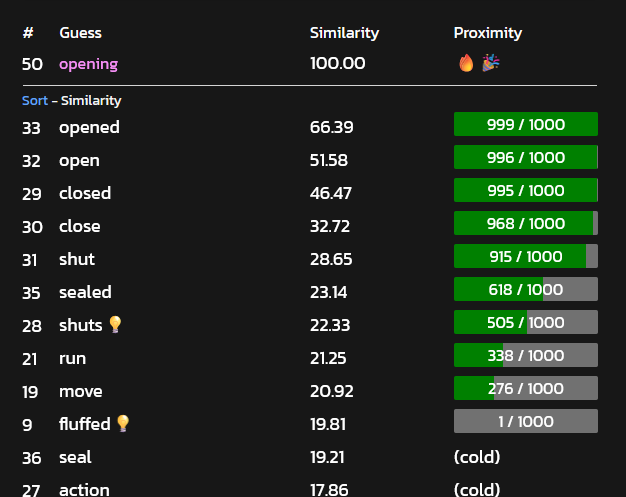 # Guess Similarity Proximity
50 opening 100.00 🔥 🎉
Sort - Similarity
33 opened 66.39 999 / 1000
32 open 51.58 996 / 1000
29 closed 46.47 995 / 1000
30 close 32.72 968 / 1000
31 shut 28.65 915 / 1000
35 sealed 23.14 618 / 1000
28 shuts 💡 22.33 505 / 1000
21 run 21.25 338 / 1000
19 move 20.92 276 / 1000
9 fluffed 💡 19.81 1 / 1000
36 seal 19.21 (cold)
27 action 17.86 (cold)